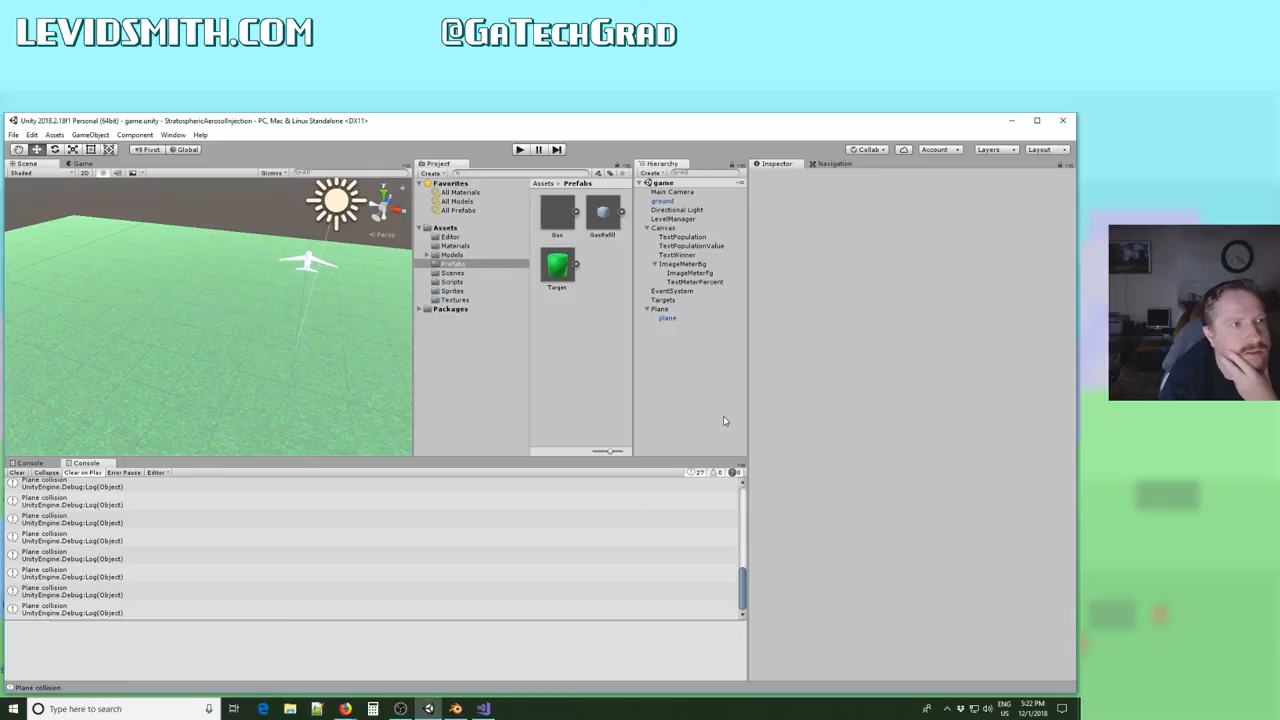 LEVIDSMITH.COM
@GATECHGRAD
Unity 2018.2.18f1 Personal (64bit) - game.unity - StratosphericAerosolInjection - PC, Mac & Linux Standalone <DX11>
File Edit Assets GameObject Component Window Help
Pivot Global
Collab Account Layers Layout
Scene Game
Project
Hierarchy
Inspector Navigation
Shaded 2D Gizmos All
Create
Create All
Favorites
All Materials
All Models
All Prefabs
Assets
Editor
Materials
Models
Prefabs
Scenes
Scripts
Sprites
Textures
Packages
Assets Prefabs
Gas GasRefill
Target
game
Main Camera
ground
Directional Light
LevelManager
Canvas
TextPopulation
TextPopulationValue
TextWinner
ImageMeterBg
ImageMeterFg
TextMeterPercent
EventSystem
Targets
Plane
plane
Persp
Console Console
Clear Collapse Clear on Play Error Pause Editor
27 0 0
Plane collision
UnityEngine.Debug:Log(Object)
Plane collision
UnityEngine.Debug:Log(Object)
Plane collision
UnityEngine.Debug:Log(Object)
Plane collision
UnityEngine.Debug:Log(Object)
Plane collision
UnityEngine.Debug:Log(Object)
Plane collision
UnityEngine.Debug:Log(Object)
Plane collision
UnityEngine.Debug:Log(Object)
Plane collision
UnityEngine.Debug:Log(Object)
Plane collision
Type here to search
ENG
US
5:22 PM
12/1/2018